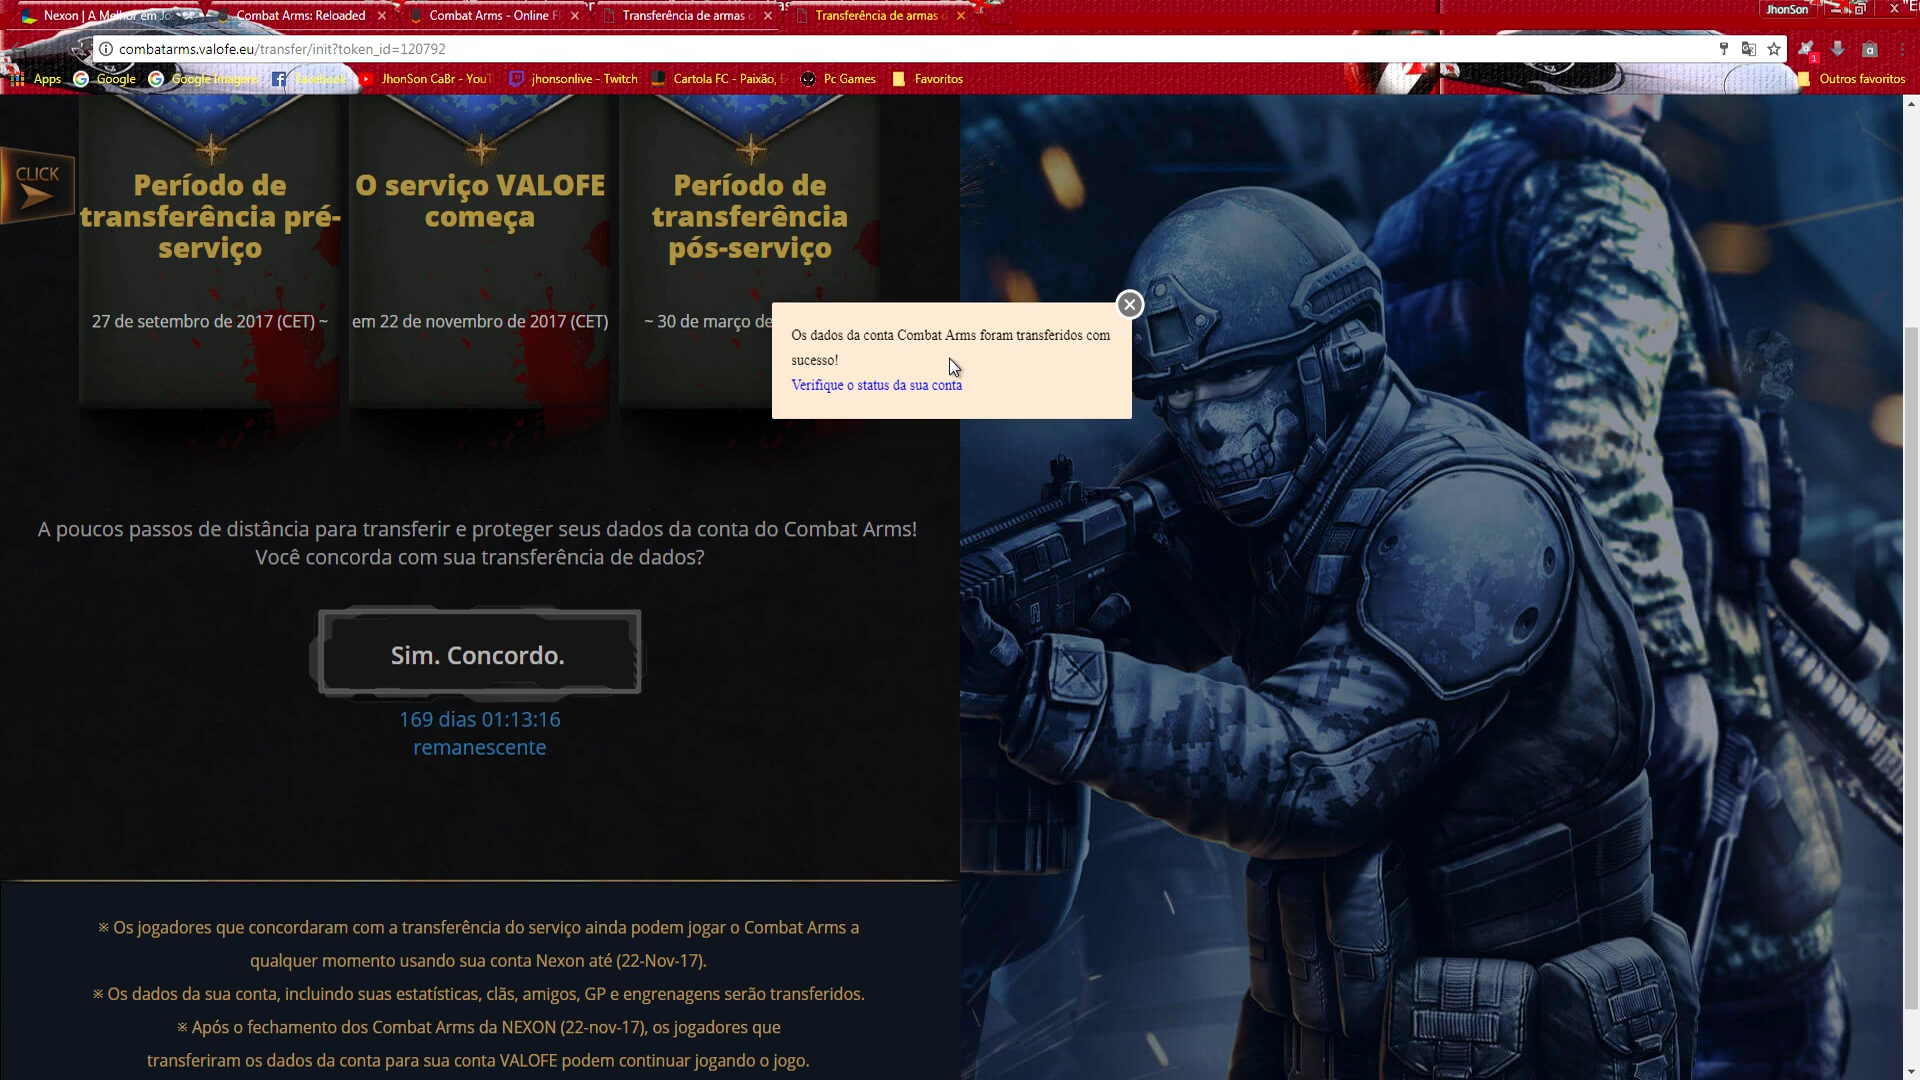 Nexon | A Melhor em Jo
Combat Arms: Reloaded
Combat Arms - Online F
Transferência de armas
Transferência de armas
JhonSon
combatarms.valofe.eu/transfer/init?token_id=120792
Apps
Google
Google Imagens
Facebook
JhonSon CaBr - YouT
jhonsonlive - Twitch
Cartola FC - Paixão,
Pc Games
Favoritos
Outros favoritos
CLICK
Período de
transferência pré-
serviço
27 de setembro de 2017 (CET) ~
O serviço VALOFE
começa
em 22 de novembro de 2017 (CET)
Período de
transferência
pós-serviço
~ 30 de março de
Os dados da conta Combat Arms foram transferidos com
sucesso!
Verifique o status da sua conta
A poucos passos de distância para transferir e proteger seus dados da conta do Combat Arms!
Você concorda com sua transferência de dados?
Sim. Concordo.
169 dias 01:13:16
remanescente
※ Os jogadores que concordaram com a transferência do serviço ainda podem jogar o Combat Arms a
qualquer momento usando sua conta Nexon até (22-Nov-17).
※ Os dados da sua conta, incluindo suas estatísticas, clãs, amigos, GP e engrenagens serão transferidos.
※ Após o fechamento dos Combat Arms da NEXON (22-nov-17), os jogadores que
transferiram os dados da conta para sua conta VALOFE podem continuar jogando o jogo.